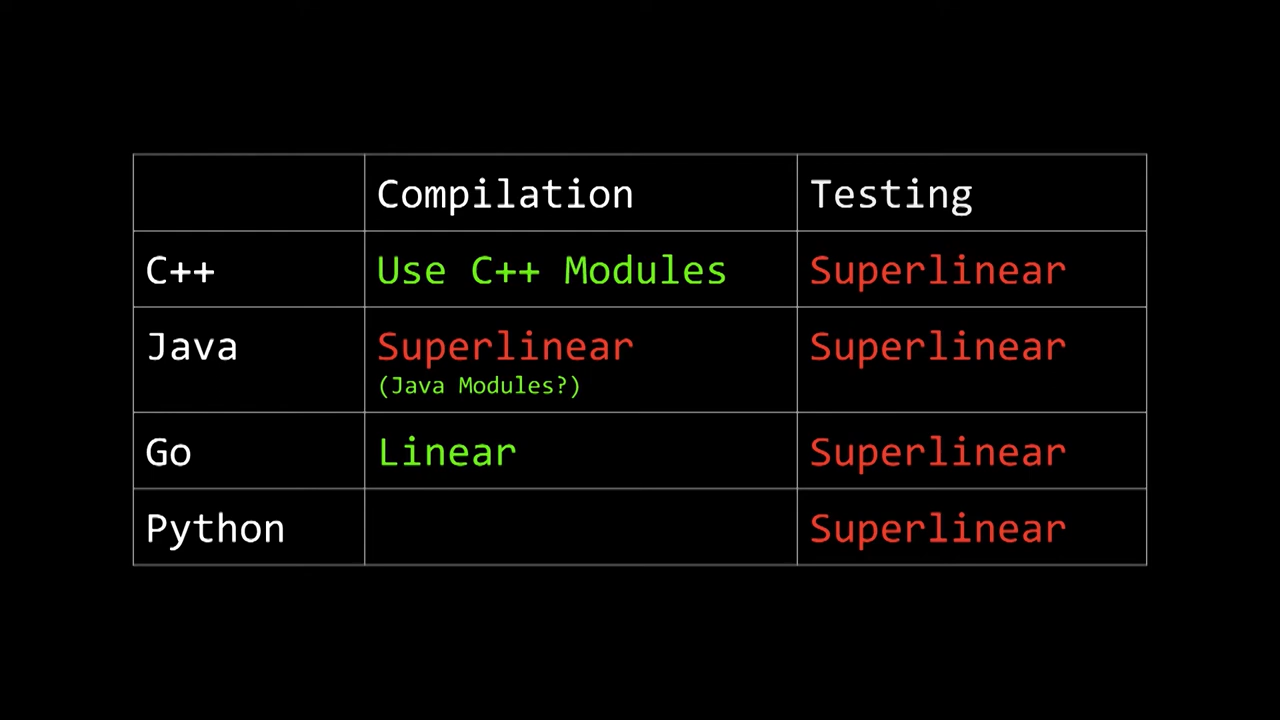 Compilation Testing
C++ Use C++ Modules Superlinear
Java Superlinear Superlinear
(Java Modules?)
Go Linear Superlinear
Python Superlinear